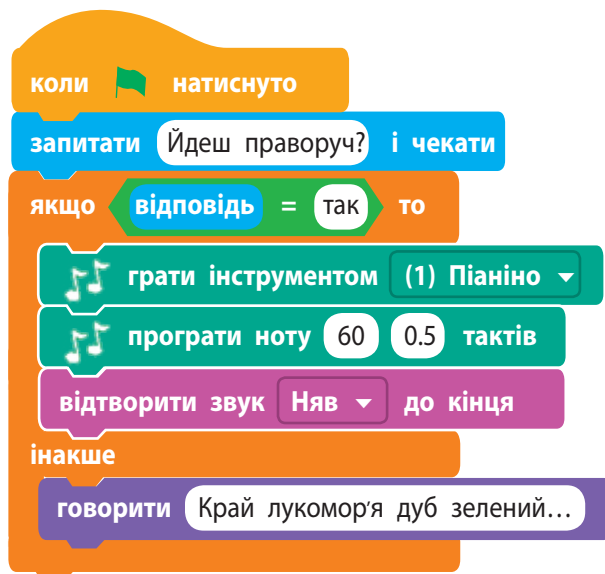 коли натиснуто
запитати Йдеш праворуч? і чекати
якщо відповідь = так то
грати інструментом (1) Піаніно
програти ноту 60 0.5 тактів
відтворити звук Няв до кінця
інакше
говорити Край лукомор'я дуб зелений...